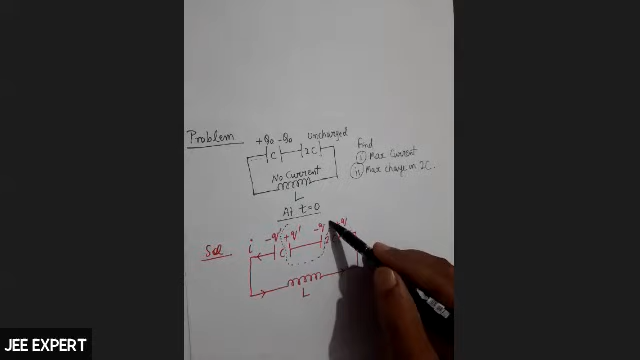 Problem
+Q₀ -Q₀ Uncharged
C 2C
No Current
L
At t=0
Find
(i) Max Current
(ii) Max charge on 2C.
Sol
i -q' +q' -q +q
C
L
JEE EXPERT